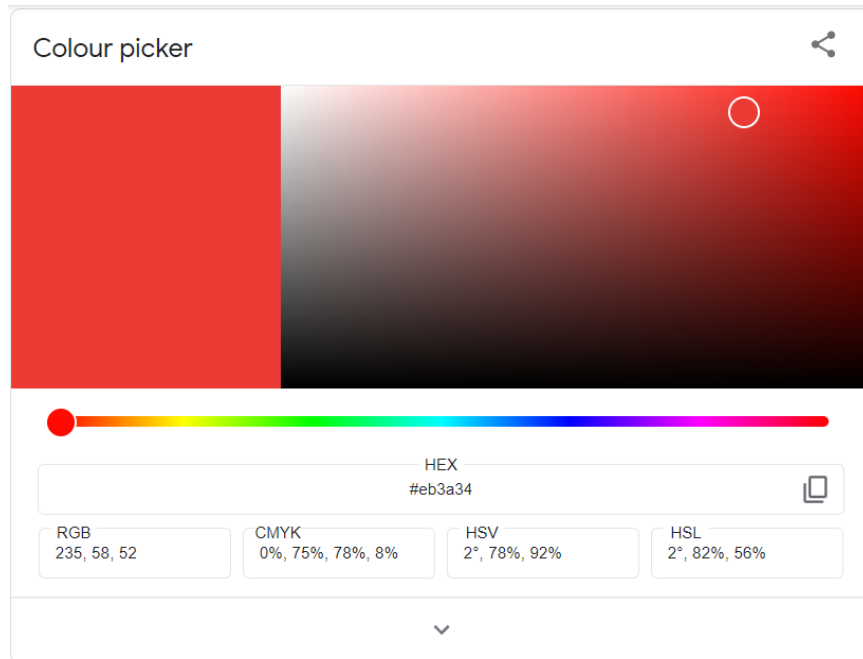 Colour picker
HEX
#eb3a34
RGB
235, 58, 52
CMYK
0%, 75%, 78%, 8%
HSV
2°, 78%, 92%
HSL
2°, 82%, 56%